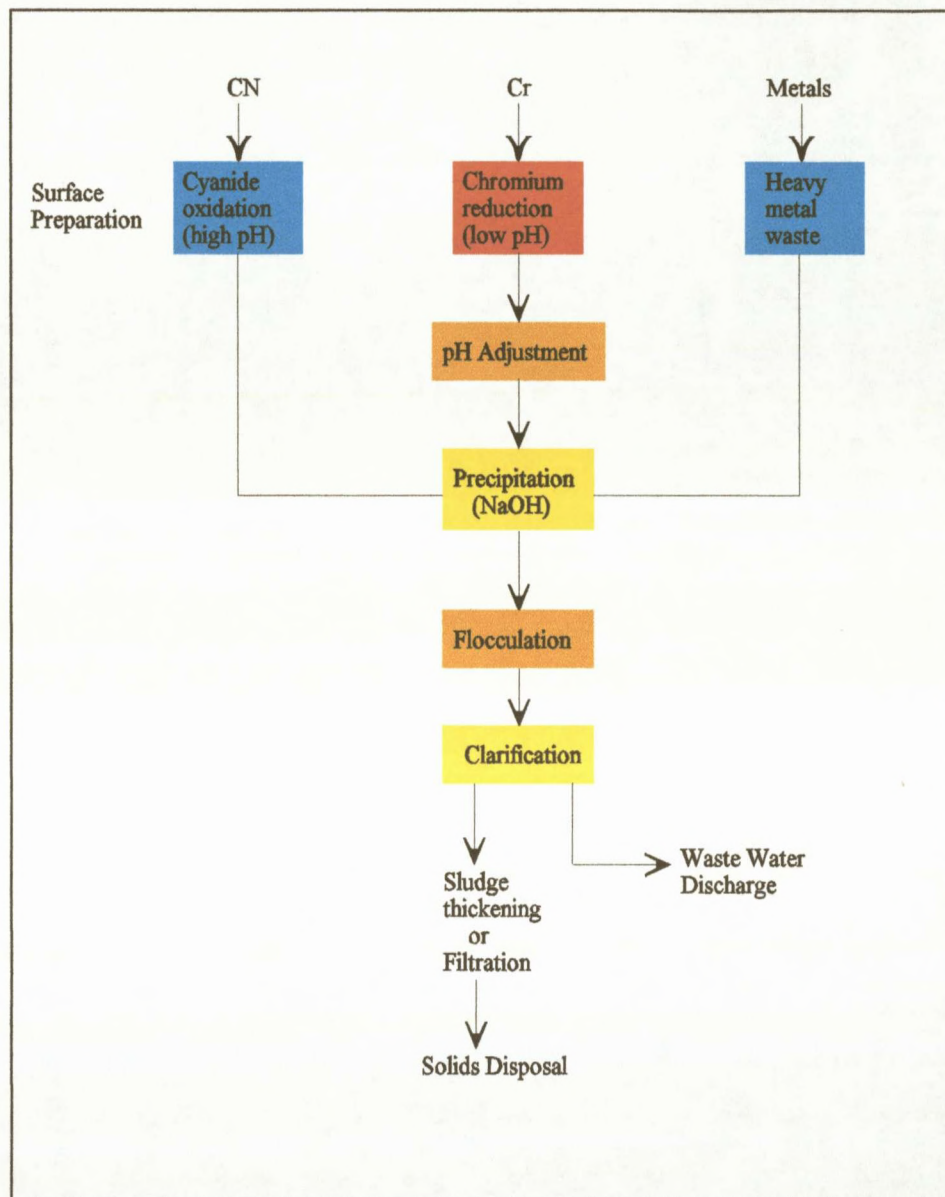 CN
Cr
Metals
Surface
Preparation
Cyanide
oxidation
(high pH)
Chromium
reduction
(low pH)
Heavy
metal
waste
pH Adjustment
Precipitation
(NaOH)
Flocculation
Clarification
Waste Water
Discharge
Sludge
thickening
or
Filtration
Solids Disposal